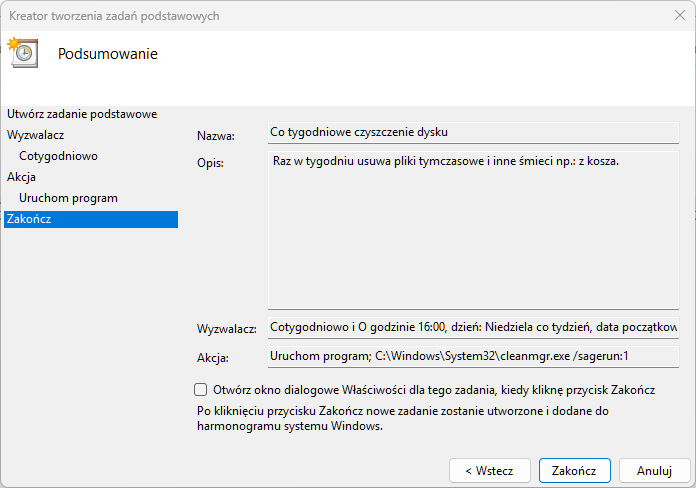 Kreator tworzenia zadań podstawowych
Podsumowanie
Utwórz zadanie podstawowe
Wyzwalacz
Cotygodniowo
Akcja
Uruchom program
Zakończ
Nazwa:
Co tygodniowe czyszczenie dysku
Opis:
Raz w tygodniu usuwa pliki tymczasowe i inne śmieci np.: z kosza.
Wyzwalacz:
Cotygodniowo i O godzinie 16:00, dzień: Niedziela co tydzień, data początkow
Akcja:
Uruchom program; C:\Windows\System32\cleanmgr.exe /sagerun:1
Otwórz okno dialogowe Właściwości dla tego zadania, kiedy kliknę przycisk Zakończ
Po kliknięciu przycisku Zakończ nowe zadanie zostanie utworzone i dodane do
harmonogramu systemu Windows.
< Wstecz
Zakończ
Anuluj